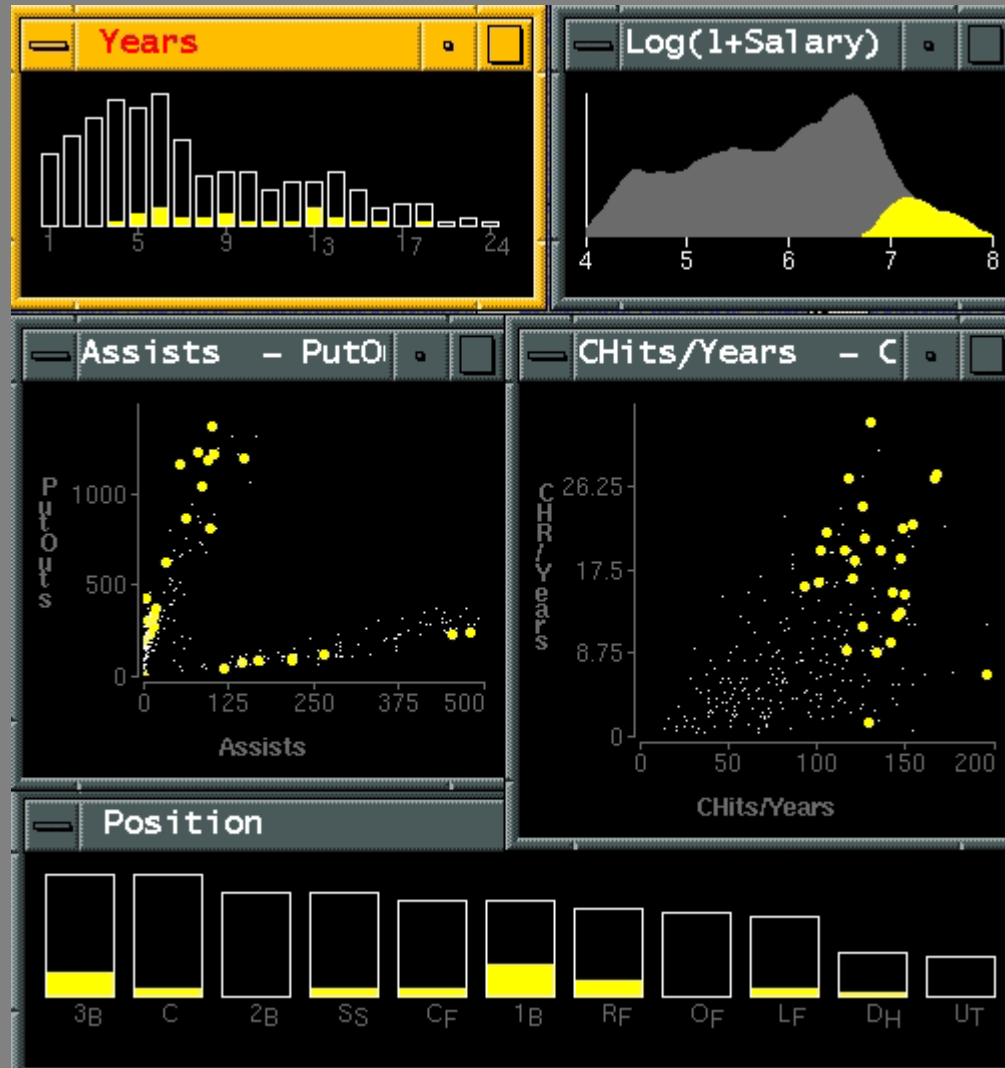 Years
1 5 9 13 17 24
Log(1+Salary)
4 5 6 7 8
Assists - PutO
PutOuts
1000
500
0
0 125 250 375 500
Assists
CHits/Years - C
CHR/Years
26.25
17.5
8.75
0
0 50 100 150 200
CHits/Years
Position
3B C 2B SS CF 1B RF OF LF DH UT